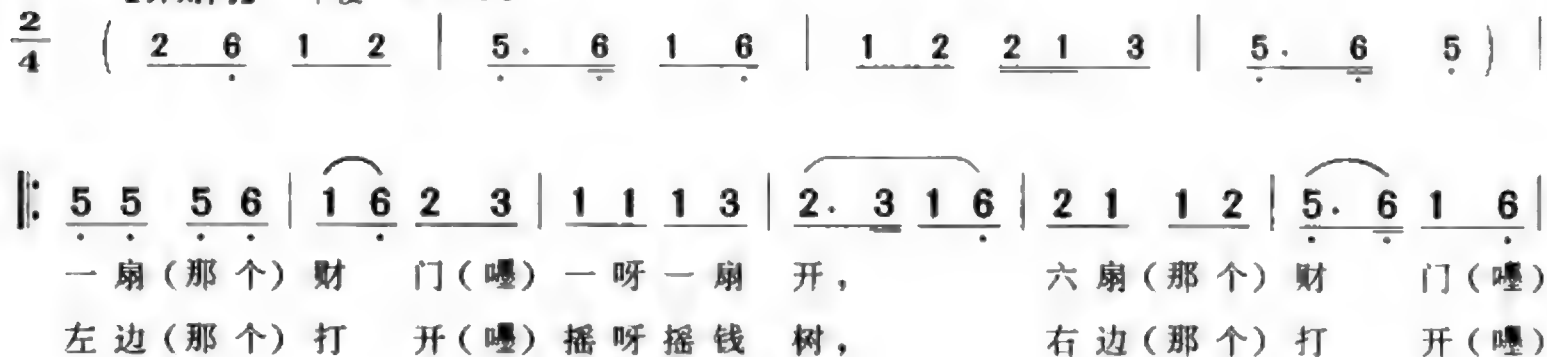 2/4 ( 2 6 1 2 | 5. 6 1 6 | 1 2 2 1 3 | 5. 6 5 ) |
‖: 5 5 5 6 | 1 6 2 3 | 1 1 1 3 | 2. 3 1 6 | 2 1 1 2 | 5. 6 1 6 |
一扇(那个)财 门(嘿)一呀一扇 开, 六扇(那个)财 门(嘿)
左边(那个)打 开(嘿)摇呀摇钱 树, 右边(那个)打 开(嘿)